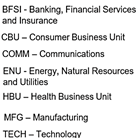 BFSI - Banking, Financial Services
and Insurance
CBU – Consumer Business Unit
COMM – Communications
ENU - Energy, Natural Resources
and Utilities
HBU – Health Business Unit
MFG – Manufacturing
TECH – Technology